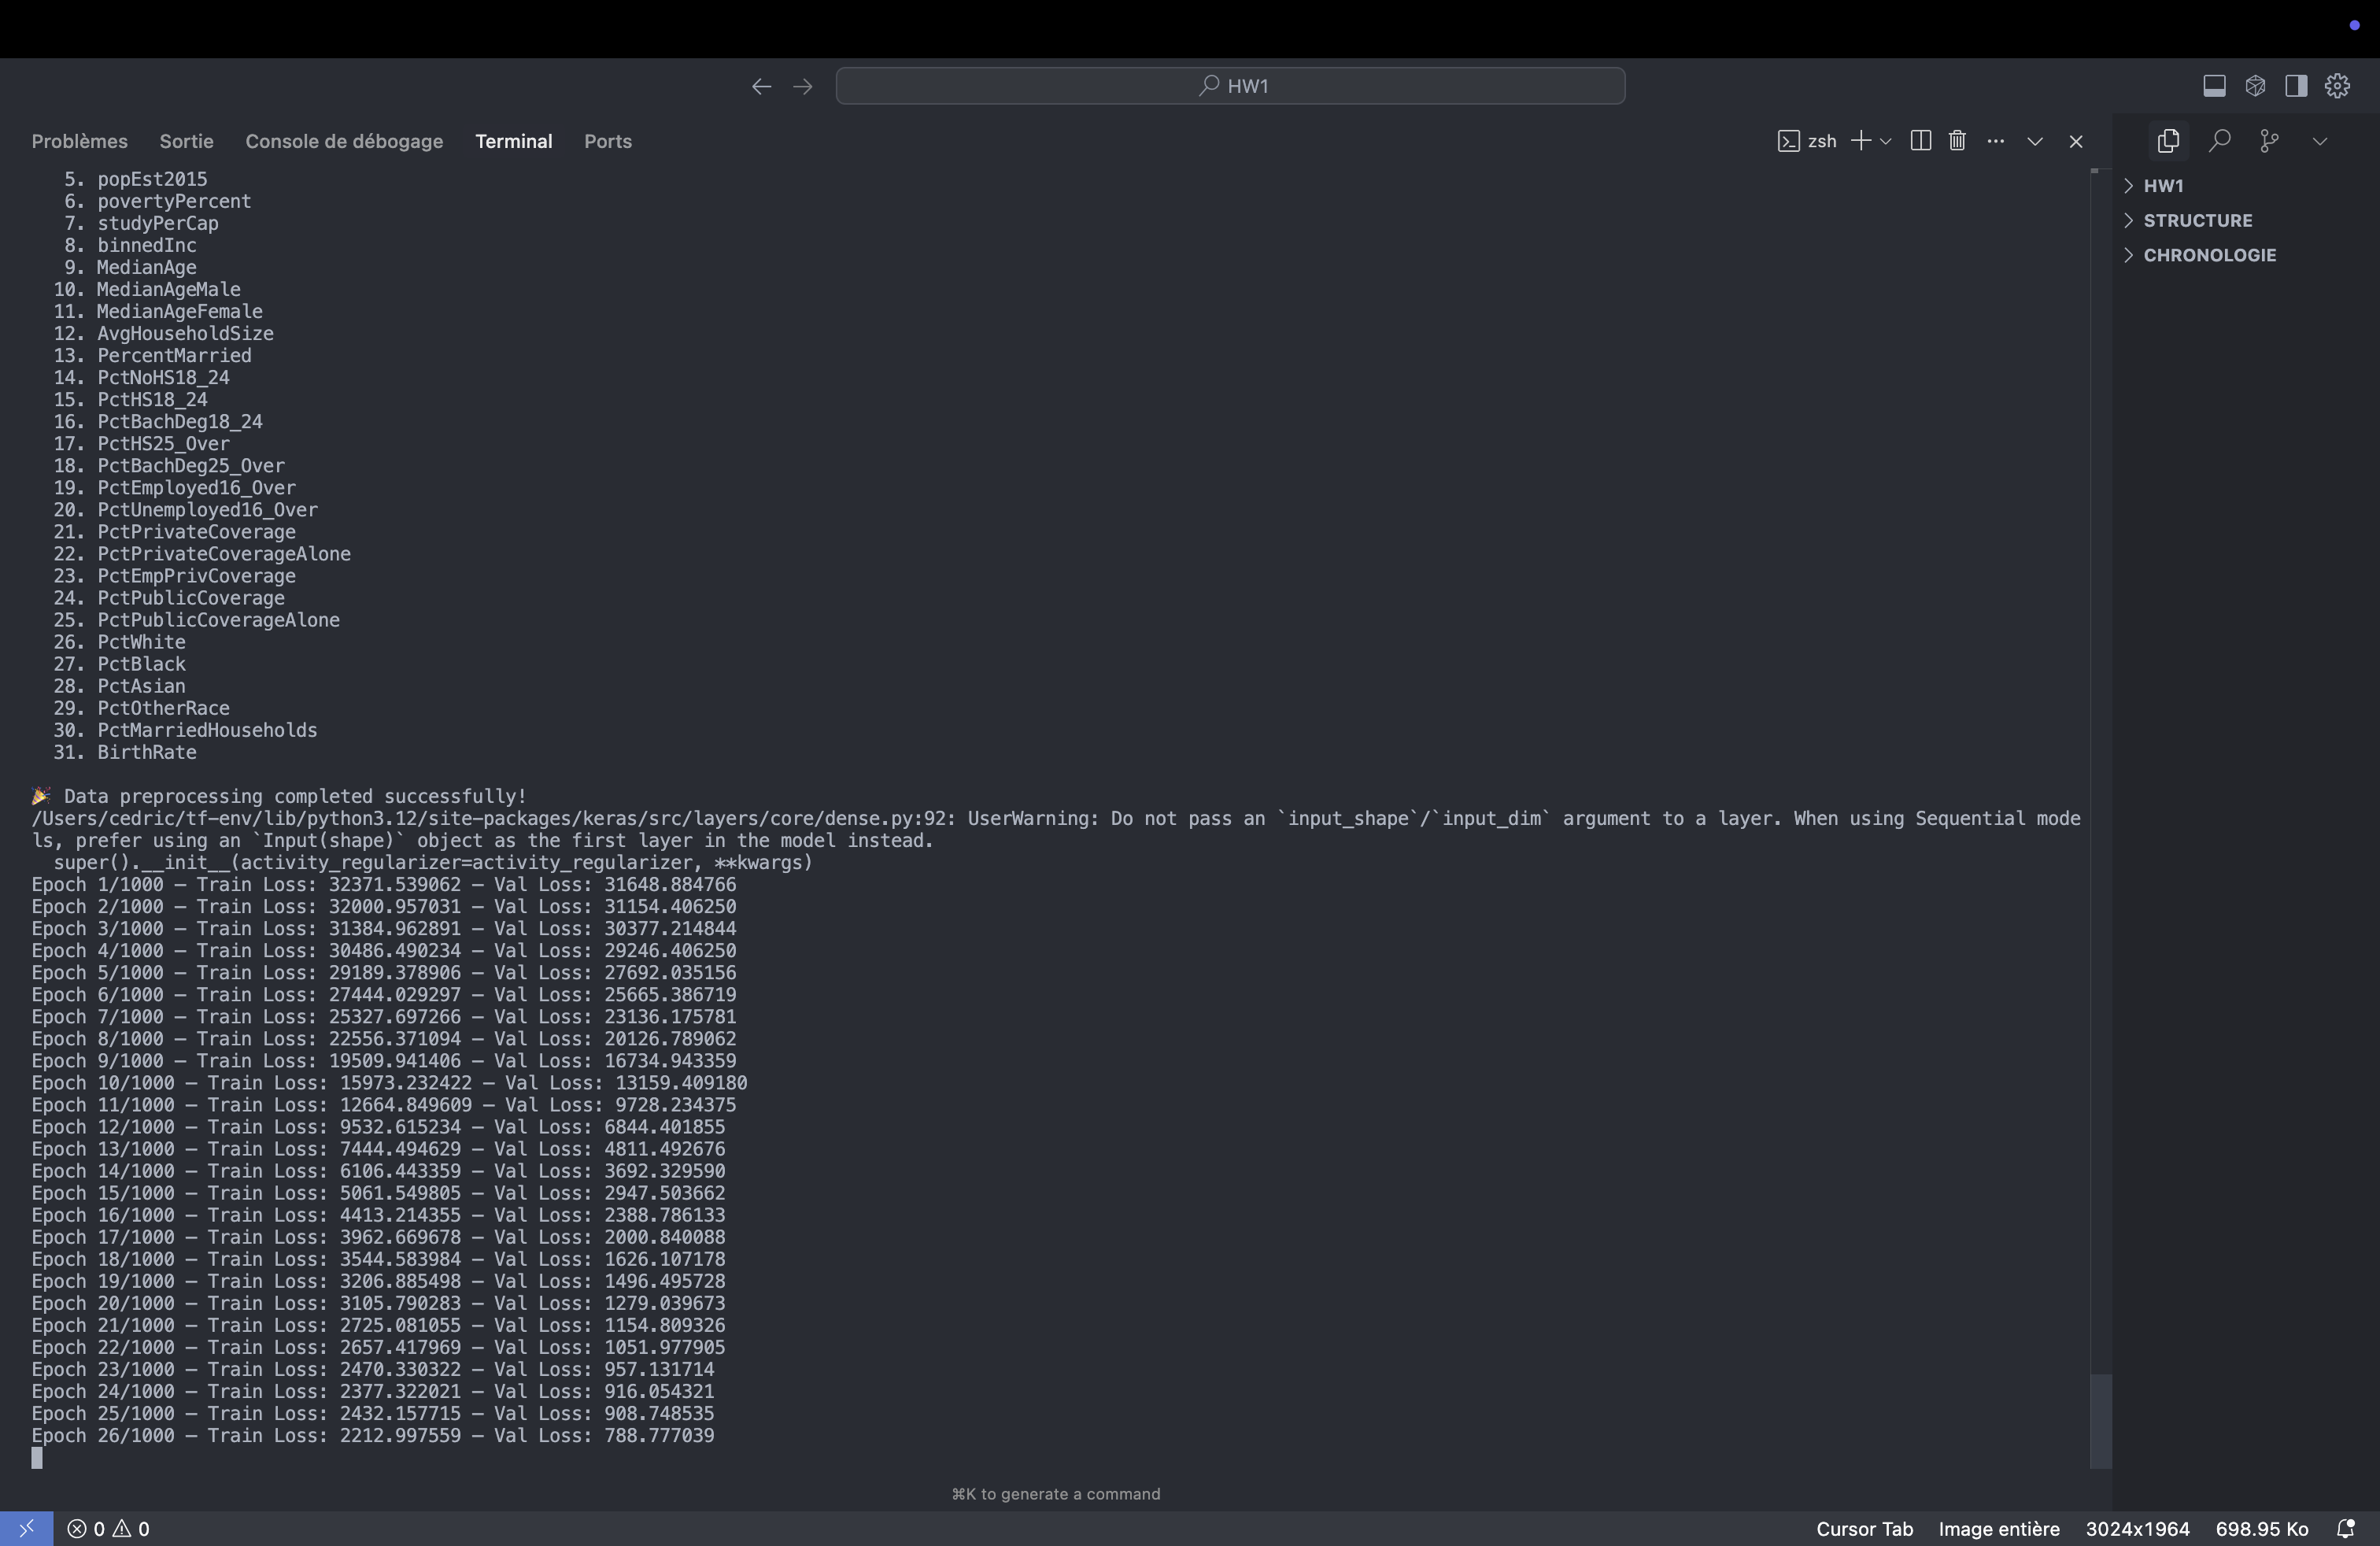 HW1
Problèmes Sortie Console de débogage Terminal Ports zsh
5. popEst2015
6. povertyPercent
7. studyPerCap
8. binnedInc
9. MedianAge
10. MedianAgeMale
11. MedianAgeFemale
12. AvgHouseholdSize
13. PercentMarried
14. PctNoHS18_24
15. PctHS18_24
16. PctBachDeg18_24
17. PctHS25_Over
18. PctBachDeg25_Over
19. PctEmployed16_Over
20. PctUnemployed16_Over
21. PctPrivateCoverage
22. PctPrivateCoverageAlone
23. PctEmpPrivCoverage
24. PctPublicCoverage
25. PctPublicCoverageAlone
26. PctWhite
27. PctBlack
28. PctAsian
29. PctOtherRace
30. PctMarriedHouseholds
31. BirthRate
🎉 Data preprocessing completed successfully!
/Users/cedric/tf-env/lib/python3.12/site-packages/keras/src/layers/core/dense.py:92: UserWarning: Do not pass an `input_shape`/`input_dim` argument to a layer. When using Sequential mode
ls, prefer using an `Input(shape)` object as the first layer in the model instead.
super().__init__(activity_regularizer=activity_regularizer, **kwargs)
Epoch 1/1000 — Train Loss: 32371.539062 — Val Loss: 31648.884766
Epoch 2/1000 — Train Loss: 32000.957031 — Val Loss: 31154.406250
Epoch 3/1000 — Train Loss: 31384.962891 — Val Loss: 30377.214844
Epoch 4/1000 — Train Loss: 30486.490234 — Val Loss: 29246.406250
Epoch 5/1000 — Train Loss: 29189.378906 — Val Loss: 27692.035156
Epoch 6/1000 — Train Loss: 27444.029297 — Val Loss: 25665.386719
Epoch 7/1000 — Train Loss: 25327.697266 — Val Loss: 23136.175781
Epoch 8/1000 — Train Loss: 22556.371094 — Val Loss: 20126.789062
Epoch 9/1000 — Train Loss: 19509.941406 — Val Loss: 16734.943359
Epoch 10/1000 — Train Loss: 15973.232422 — Val Loss: 13159.409180
Epoch 11/1000 — Train Loss: 12664.849609 — Val Loss: 9728.234375
Epoch 12/1000 — Train Loss: 9532.615234 — Val Loss: 6844.401855
Epoch 13/1000 — Train Loss: 7444.494629 — Val Loss: 4811.492676
Epoch 14/1000 — Train Loss: 6106.443359 — Val Loss: 3692.329590
Epoch 15/1000 — Train Loss: 5061.549805 — Val Loss: 2947.503662
Epoch 16/1000 — Train Loss: 4413.214355 — Val Loss: 2388.786133
Epoch 17/1000 — Train Loss: 3962.669678 — Val Loss: 2000.840088
Epoch 18/1000 — Train Loss: 3544.583984 — Val Loss: 1626.107178
Epoch 19/1000 — Train Loss: 3206.885498 — Val Loss: 1496.495728
Epoch 20/1000 — Train Loss: 3105.790283 — Val Loss: 1279.039673
Epoch 21/1000 — Train Loss: 2725.081055 — Val Loss: 1154.809326
Epoch 22/1000 — Train Loss: 2657.417969 — Val Loss: 1051.977905
Epoch 23/1000 — Train Loss: 2470.330322 — Val Loss: 957.131714
Epoch 24/1000 — Train Loss: 2377.322021 — Val Loss: 916.054321
Epoch 25/1000 — Train Loss: 2432.157715 — Val Loss: 908.748535
Epoch 26/1000 — Train Loss: 2212.997559 — Val Loss: 788.777039
⌘K to generate a command
HW1
STRUCTURE
CHRONOLOGIE
0 0 Cursor Tab Image entière 3024x1964 698.95 Ko